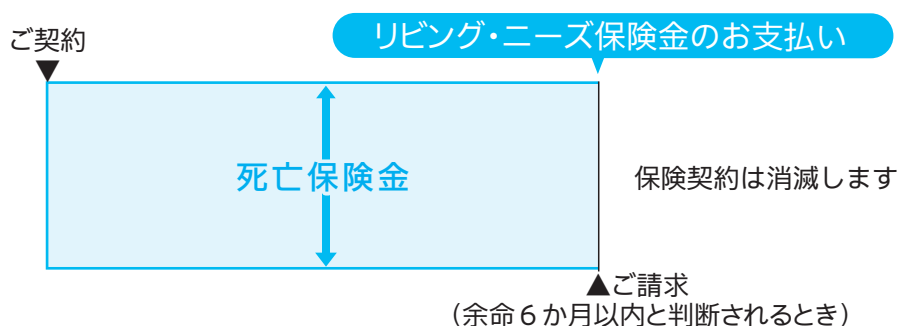 ご契約
リビング・ニーズ保険金のお支払い
▼
死亡保険金
保険契約は消滅します
▲ご請求
（余命６か月以内と判断されるとき）